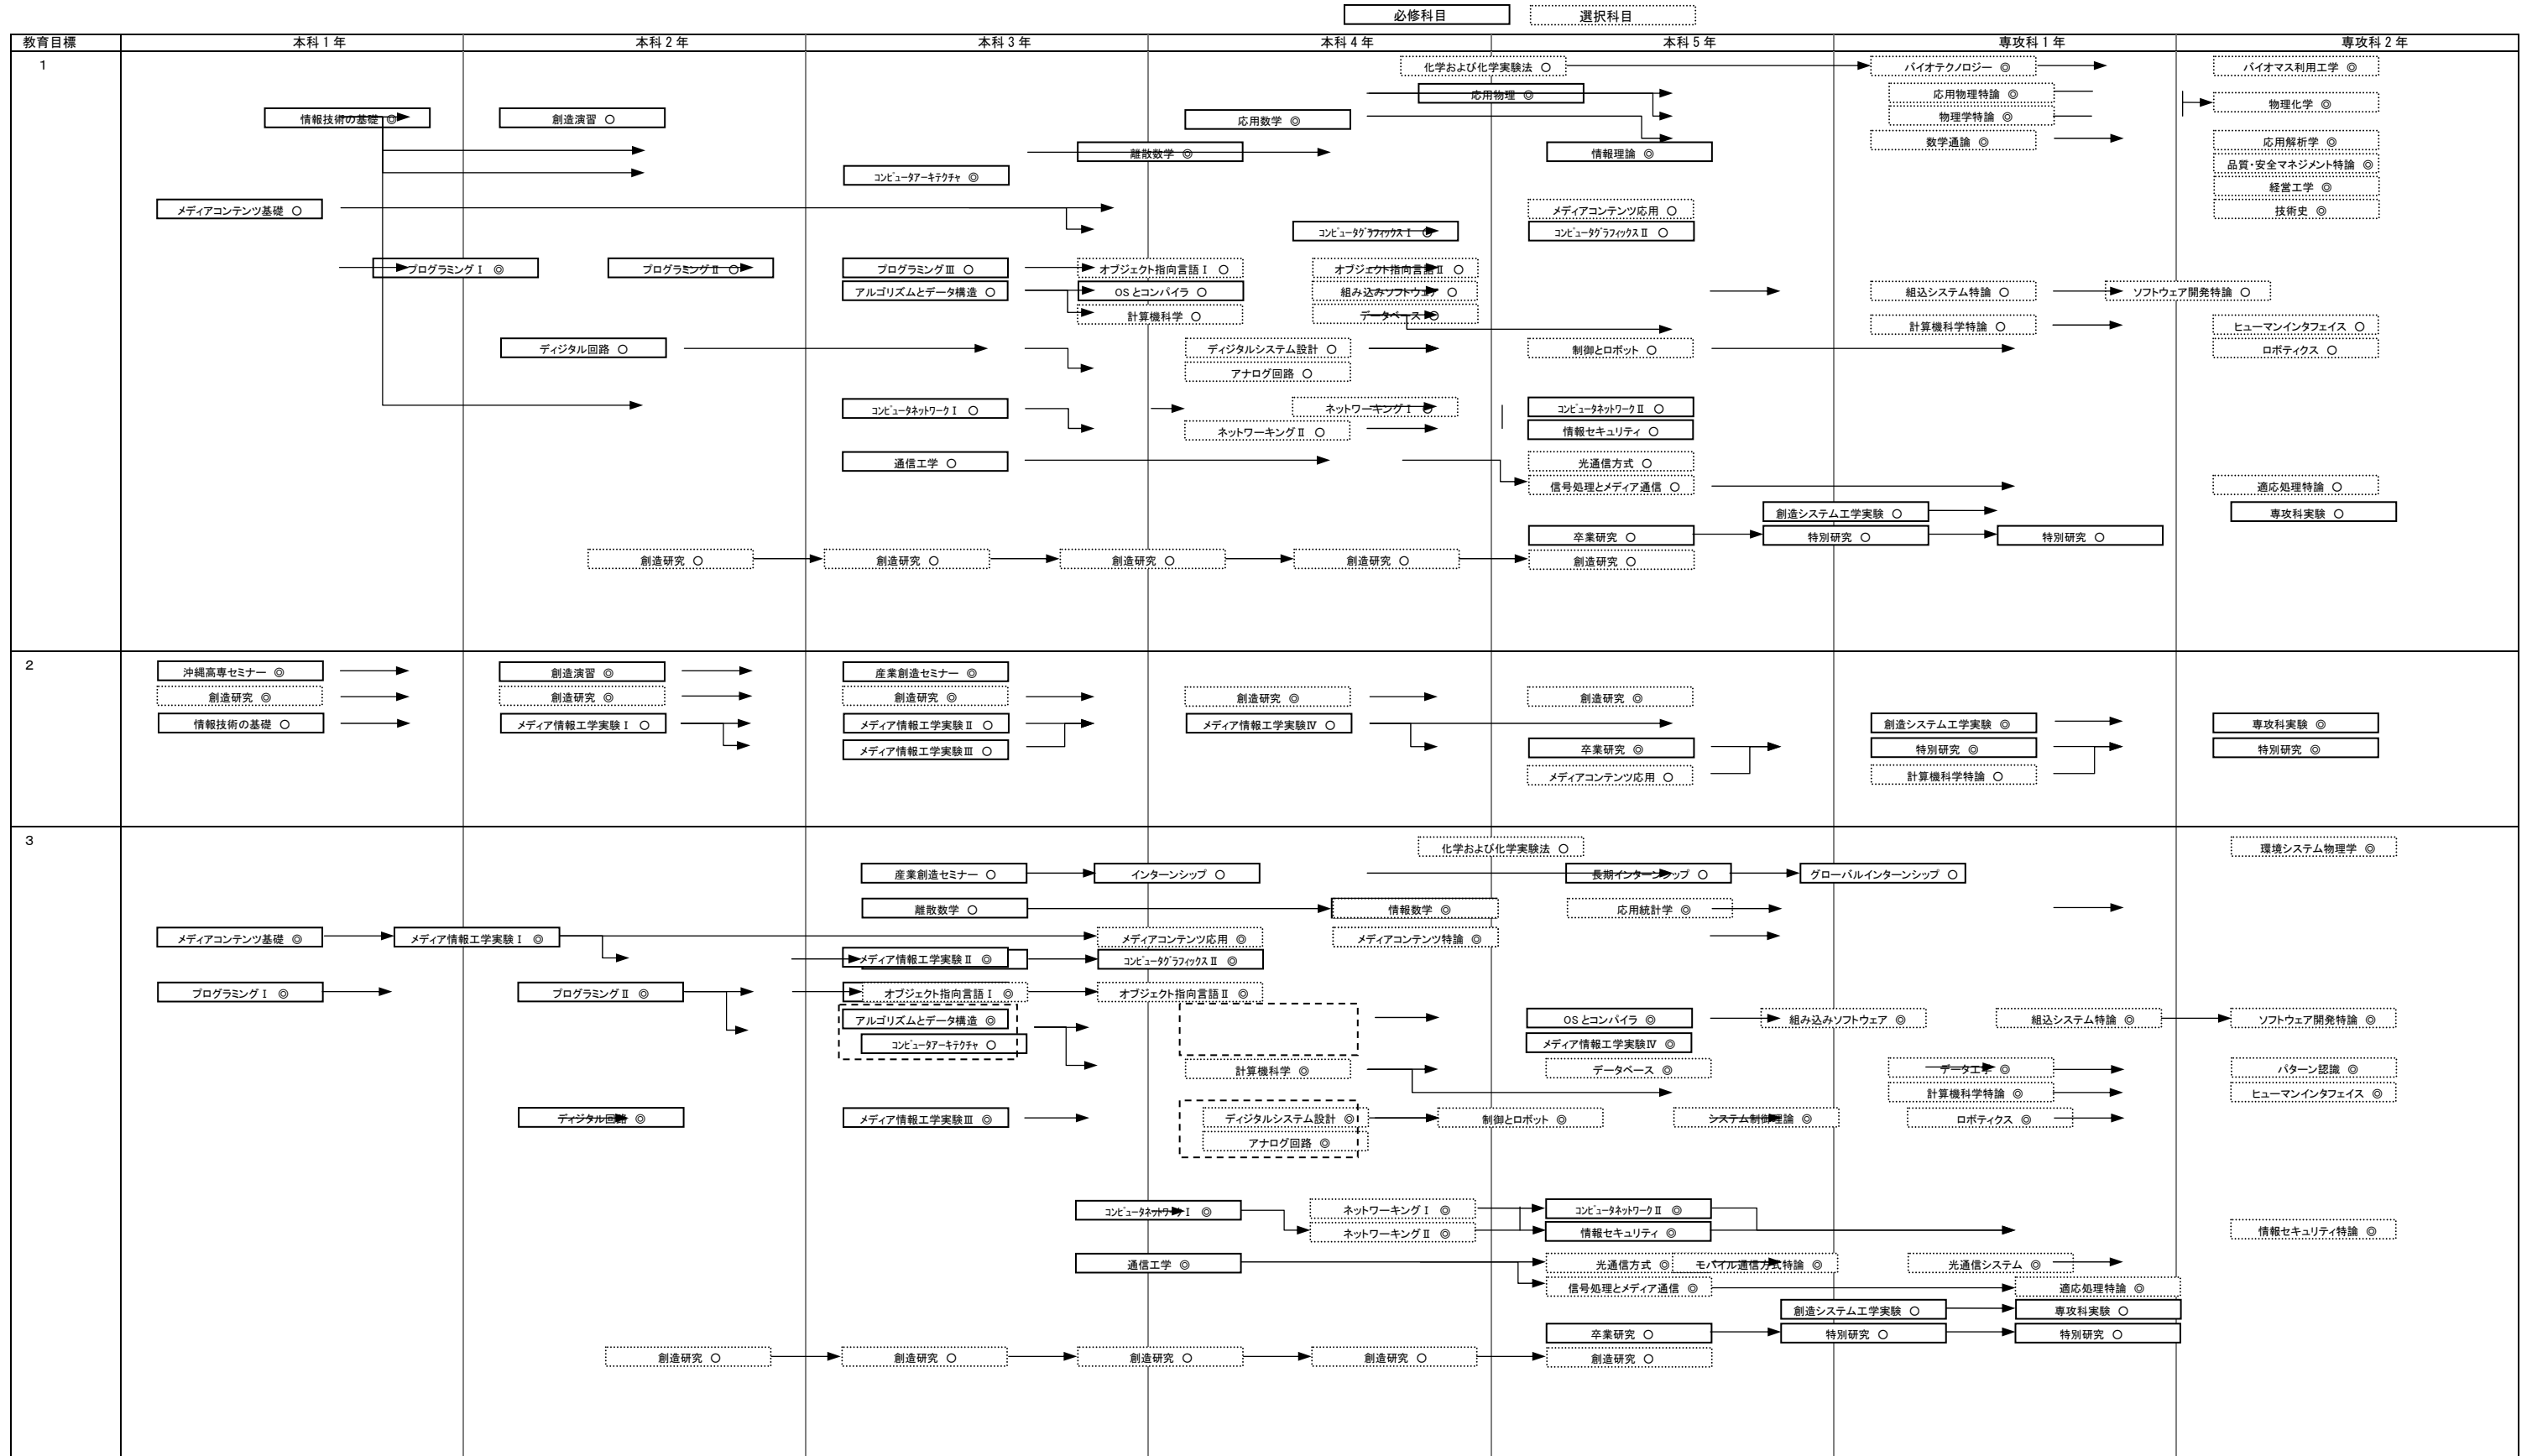 必修科目 選択科目
教育目標 本科1年 本科2年 本科3年 本科4年 本科5年 専攻科1年 専攻科2年
1
化学および化学実験法 ○ バイオテクノロジー ◎ バイオマス利用工学 ◎
応用物理 ◎ 応用物理特論 ◎
物理化学 ◎
情報技術の基礎 ◎ 創造演習 ○ 応用数学 ◎ 物理学特論 ◎
数学通論 ◎ 応用解析学 ◎
離散数学 ◎ 情報理論 ◎
品質・安全マネジメント特論 ◎
コンピュータアーキテクチャ ◎
経営工学 ◎
メディアコンテンツ基礎 ○ メディアコンテンツ応用 ○ 技術史 ◎
コンピュータグラフィックスⅠ ○ コンピュータグラフィックスⅡ ○
プログラミングⅠ ◎ プログラミングⅡ ○ プログラミングⅢ ○ オブジェクト指向言語Ⅰ ○ オブジェクト指向言語Ⅱ ○
アルゴリズムとデータ構造 ○ OSとコンパイラ ○ 組み込みソフトウェア ○ 組込システム特論 ○ ソフトウェア開発特論 ○
計算機科学 ○ データベース ○
計算機科学特論 ○ ヒューマンインタフェイス ○
ディジタル回路 ○ ディジタルシステム設計 ○ 制御とロボット ○ ロボティクス ○
アナログ回路 ○
コンピュータネットワークⅠ ○ ネットワーキングⅠ ○ コンピュータネットワークⅡ ○
ネットワーキングⅡ ○ 情報セキュリティ ○
通信工学 ○ 光通信方式 ○
信号処理とメディア通信 ○ 適応処理特論 ○
創造システム工学実験 ○ 専攻科実験 ○
卒業研究 ○ 特別研究 ○ 特別研究 ○
創造研究 ○ 創造研究 ○ 創造研究 ○ 創造研究 ○ 創造研究 ○
2
沖縄高専セミナー ◎ 創造演習 ◎ 産業創造セミナー ◎
創造研究 ◎ 創造研究 ◎ 創造研究 ◎ 創造研究 ◎ 創造研究 ◎
情報技術の基礎 ○ メディア情報工学実験Ⅰ ○ メディア情報工学実験Ⅱ ○ メディア情報工学実験Ⅳ ○ 創造システム工学実験 ◎ 専攻科実験 ◎
メディア情報工学実験Ⅲ ○ 卒業研究 ◎ 特別研究 ◎ 特別研究 ◎
メディアコンテンツ応用 ○ 計算機科学特論 ○
3
化学および化学実験法 ○ 環境システム物理学 ◎
産業創造セミナー ○ インターンシップ ○ 長期インターンシップ ○ グローバルインターンシップ ○
離散数学 ○ 情報数学 ◎ 応用統計学 ◎
メディアコンテンツ基礎 ◎ メディア情報工学実験Ⅰ ◎ メディアコンテンツ応用 ◎ メディアコンテンツ特論 ◎
メディア情報工学実験Ⅱ ◎ コンピュータグラフィックスⅡ ◎
プログラミングⅠ ◎ プログラミングⅡ ◎ オブジェクト指向言語Ⅰ ◎ オブジェクト指向言語Ⅱ ◎
アルゴリズムとデータ構造 ◎ OSとコンパイラ ◎ 組み込みソフトウェア ◎ 組込システム特論 ◎ ソフトウェア開発特論 ◎
コンピュータアーキテクチャ ○ メディア情報工学実験Ⅳ ◎
計算機科学 ◎ データベース ◎ データ工学 ◎ パターン認識 ◎
計算機科学特論 ◎ ヒューマンインタフェイス ◎
ディジタル回路 ◎ メディア情報工学実験Ⅲ ◎ ディジタルシステム設計 ◎ 制御とロボット ◎ システム制御理論 ◎ ロボティクス ◎
アナログ回路 ◎
コンピュータネットワークⅠ ◎ ネットワーキングⅠ ◎ コンピュータネットワークⅡ ◎
ネットワーキングⅡ ◎ 情報セキュリティ ◎ 情報セキュリティ特論 ◎
通信工学 ◎ 光通信方式 ◎ モバイル通信方式特論 ◎ 光通信システム ◎
信号処理とメディア通信 ◎ 適応処理特論 ◎
創造システム工学実験 ○ 専攻科実験 ○
卒業研究 ○ 特別研究 ○ 特別研究 ○
創造研究 ○ 創造研究 ○ 創造研究 ○ 創造研究 ○ 創造研究 ○